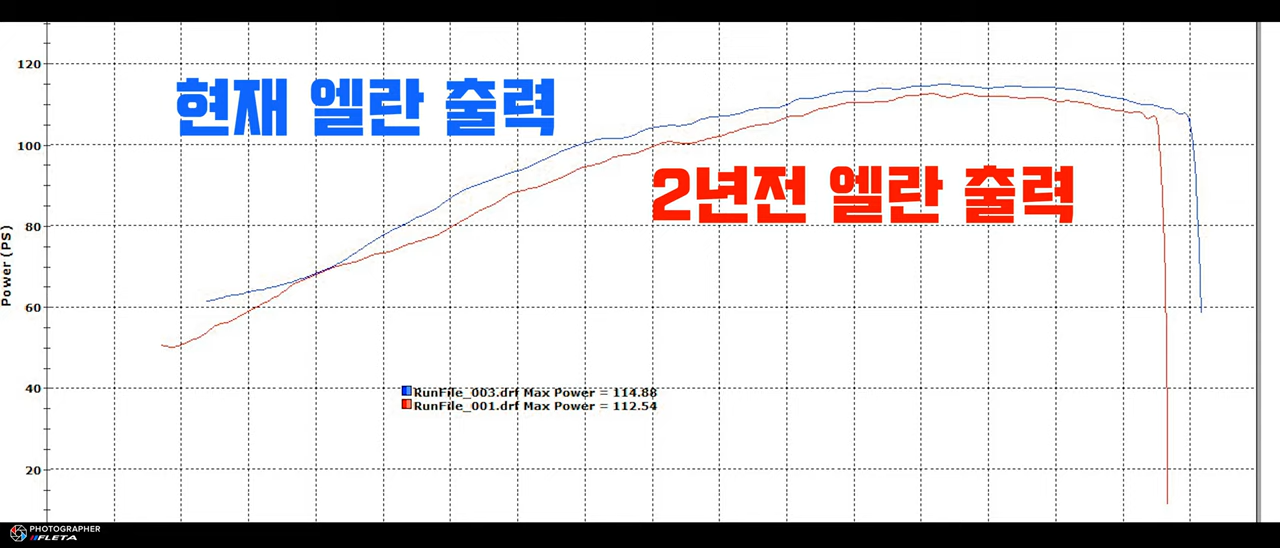 120
현재 엘란 출력
100
2년전 엘란 출력
80
Power (PS)
60
40
RunFile_003.drf Max Power = 114.88
RunFile_001.drf Max Power = 112.54
20
PHOTOGRAPHER
//FLETA